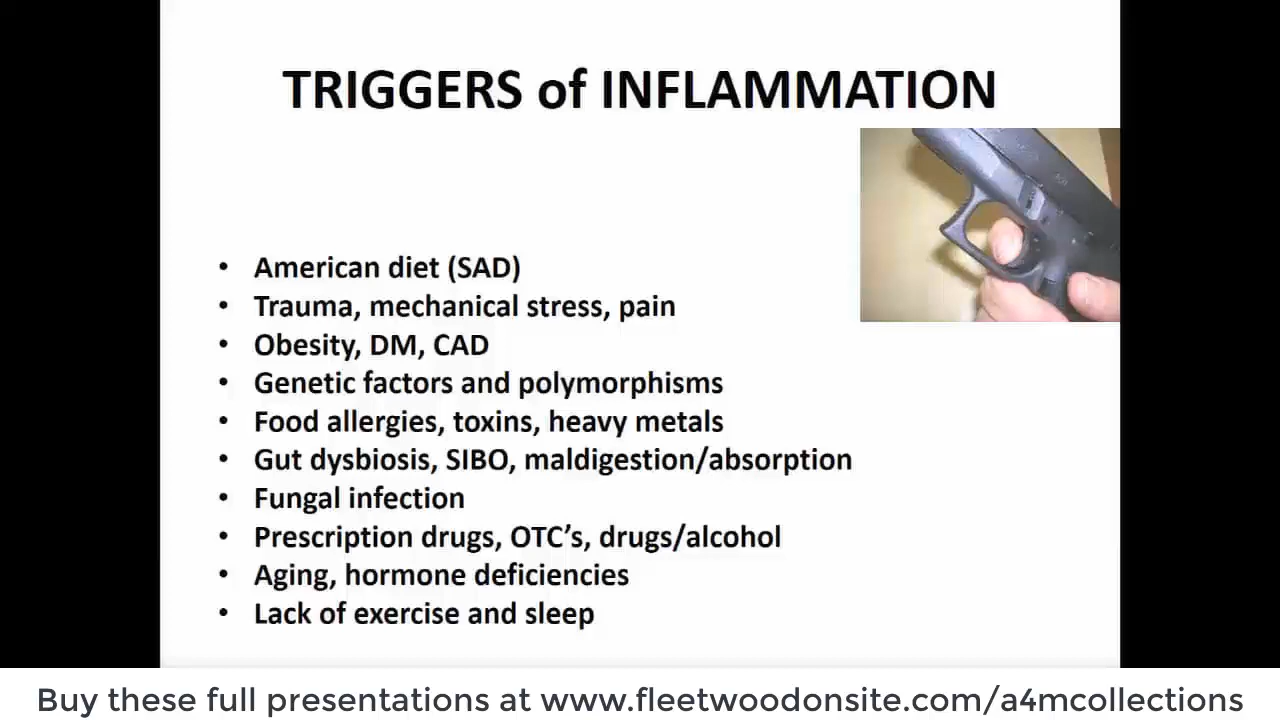 TRIGGERS of INFLAMMATION
• American diet (SAD)
• Trauma, mechanical stress, pain
• Obesity, DM, CAD
• Genetic factors and polymorphisms
• Food allergies, toxins, heavy metals
• Gut dysbiosis, SIBO, maldigestion/absorption
• Fungal infection
• Prescription drugs, OTC’s, drugs/alcohol
• Aging, hormone deficiencies
• Lack of exercise and sleep
Buy these full presentations at www.fleetwoodonsite.com/a4mcollections